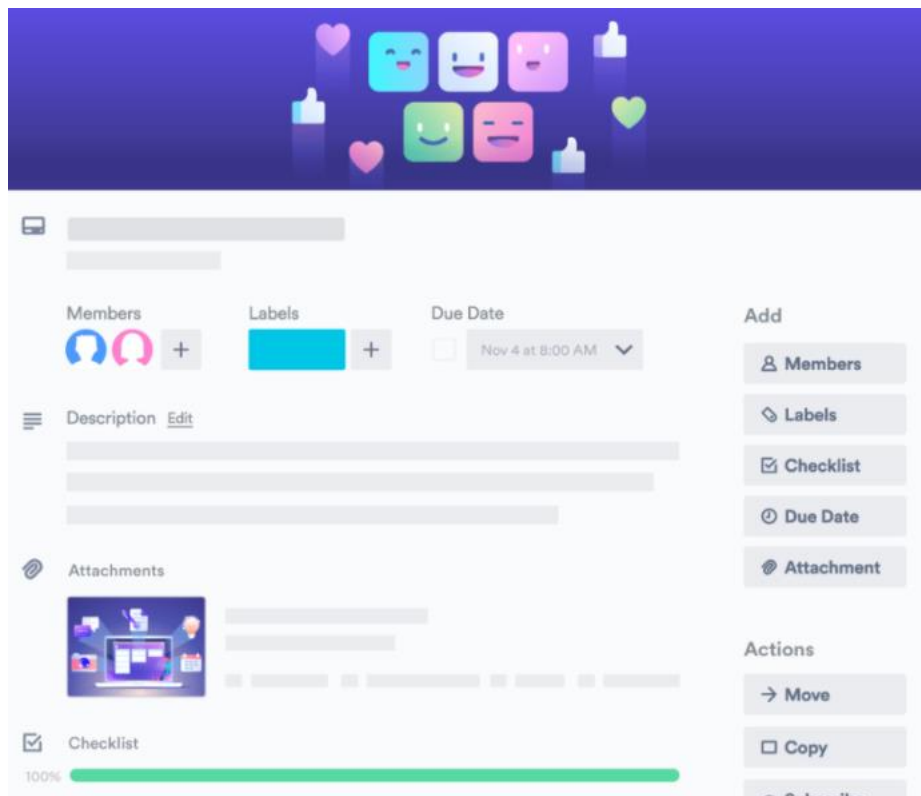 Members
Labels
Due Date
Nov 4 at 8:00 AM
Description Edit
Attachments
Checklist
100%
Add
Members
Labels
Checklist
Due Date
Attachment
Actions
Move
Copy